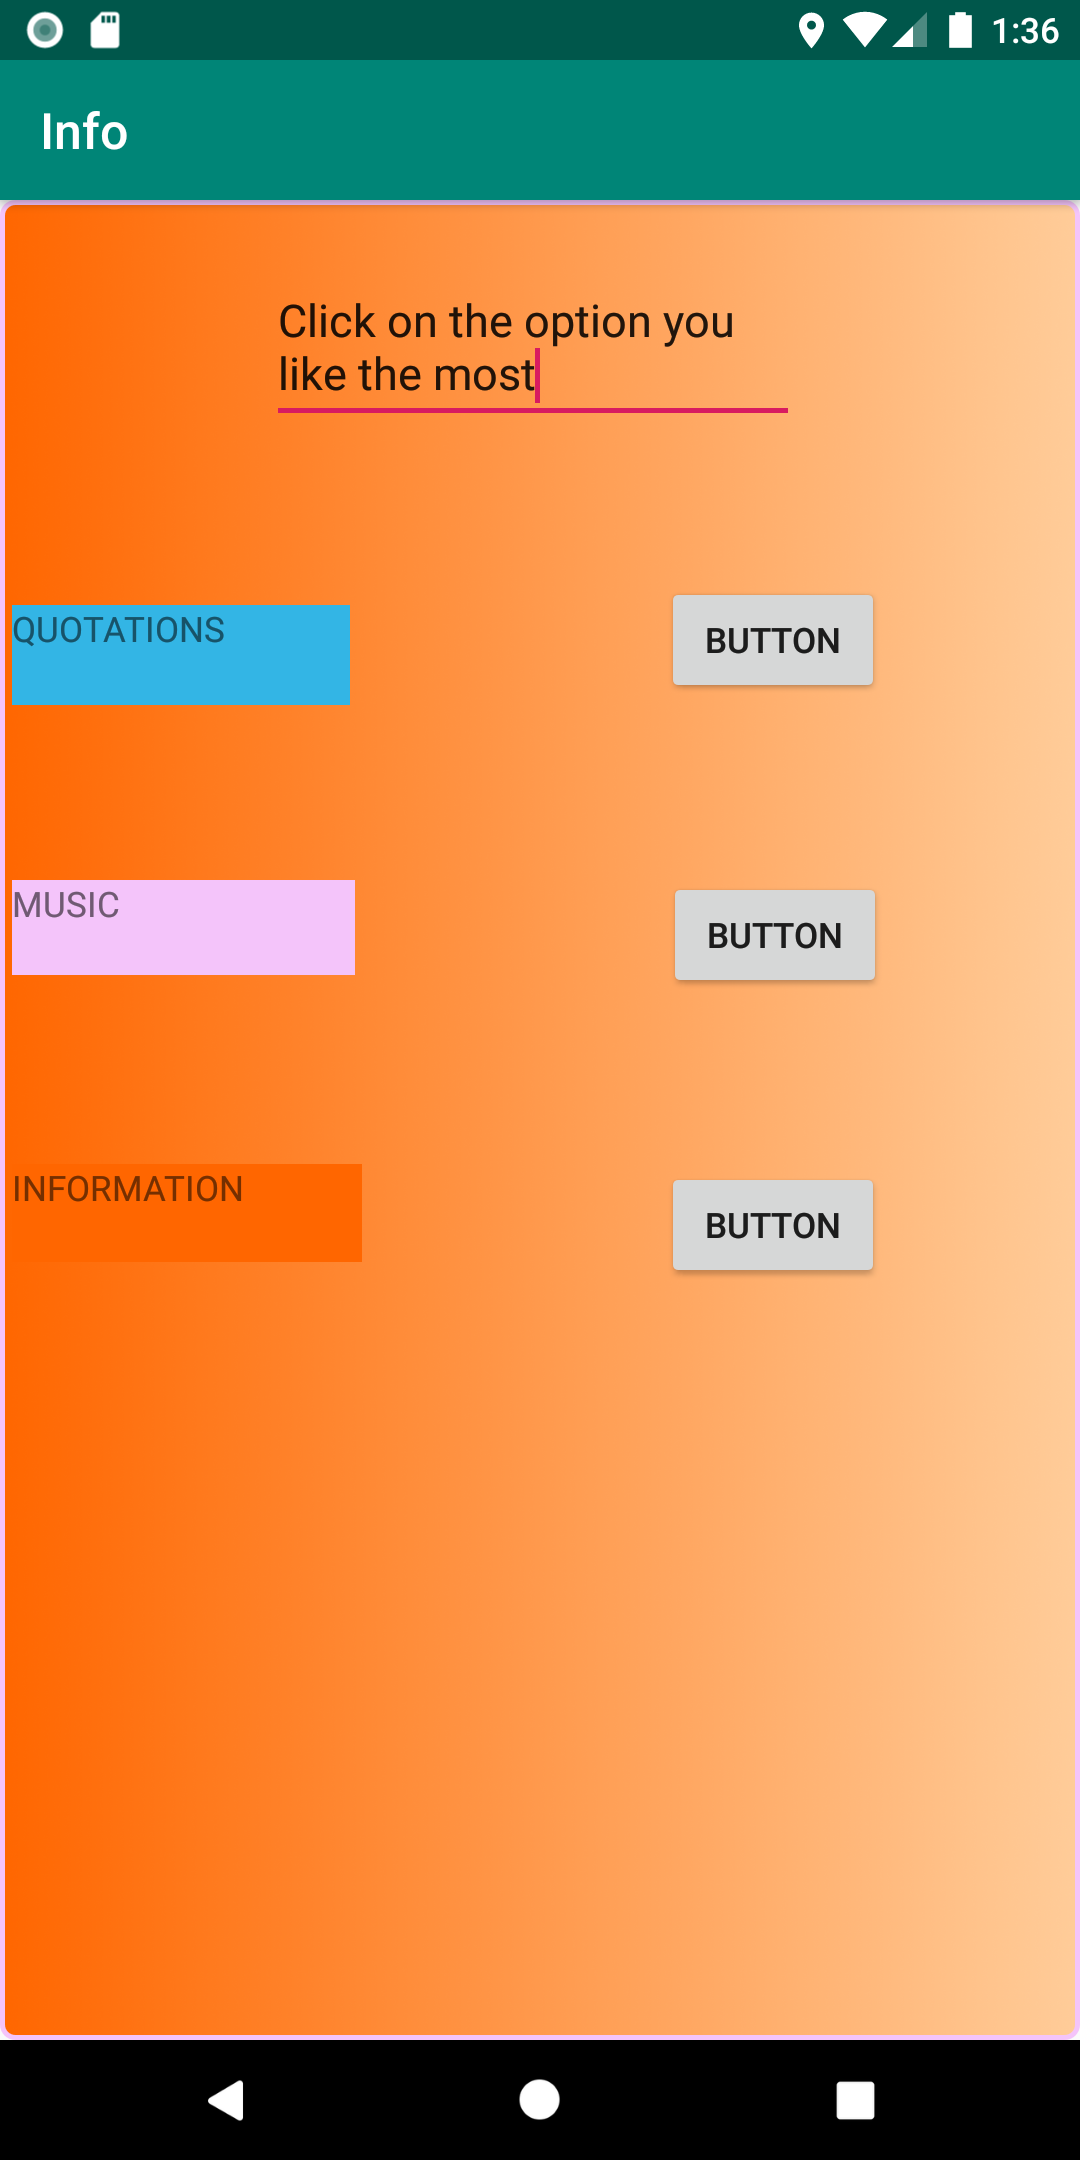 1:36
Info
Click on the option you
like the most
QUOTATIONS
BUTTON
MUSIC
BUTTON
INFORMATION
BUTTON